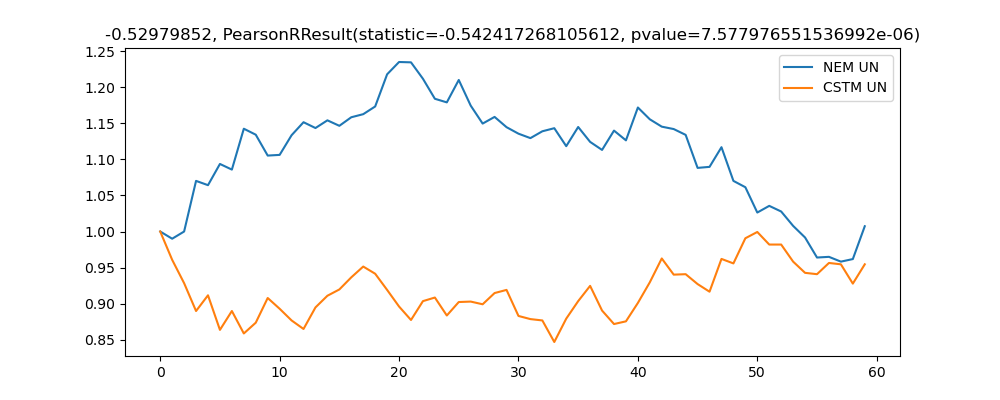 -0.52979852, PearsonRResult(statistic=-0.542417268105612, pvalue=7.577976551536992e-06)
1.25
1.20
1.15
1.10
1.05
1.00
0.95
0.90
0.85
NEM UN
CSTM UN
0 10 20 30 40 50 60